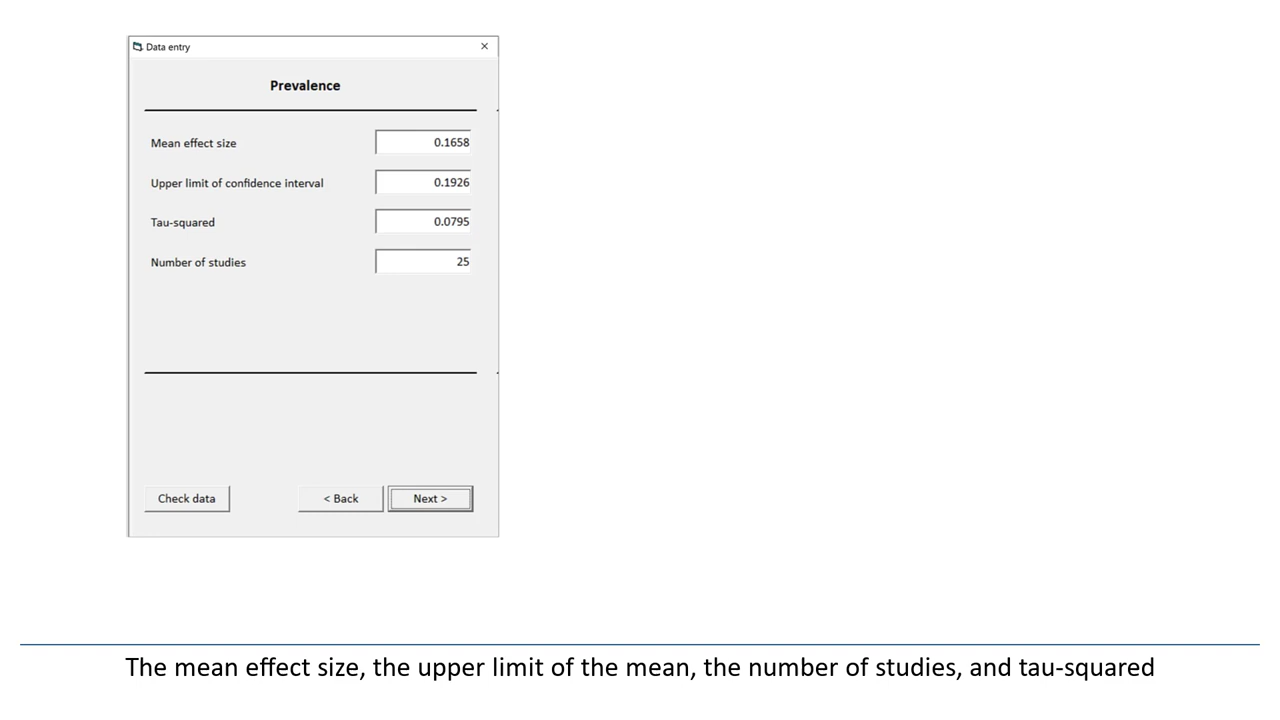 Data entry
Prevalence
Mean effect size 0.1658
Upper limit of confidence interval 0.1926
Tau-squared 0.0795
Number of studies 25
Check data < Back Next >
The mean effect size, the upper limit of the mean, the number of studies, and tau-squared